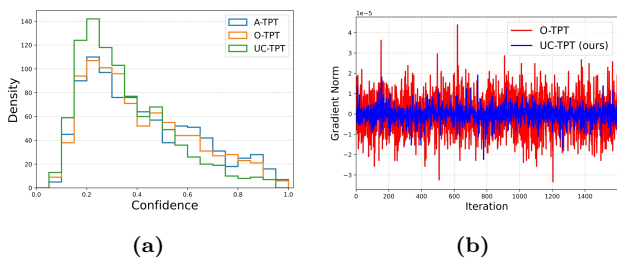 A-TPT
O-TPT
UC-TPT
Density
140
120
100
80
60
40
20
0
0.0 0.2 0.4 0.6 0.8 1.0
Confidence
(a)
1e−5
O-TPT
UC-TPT (ours)
Gradient Norm
4
3
2
1
0
−1
−2
−3
0 200 400 600 800 1000 1200 1400
Iteration
(b)